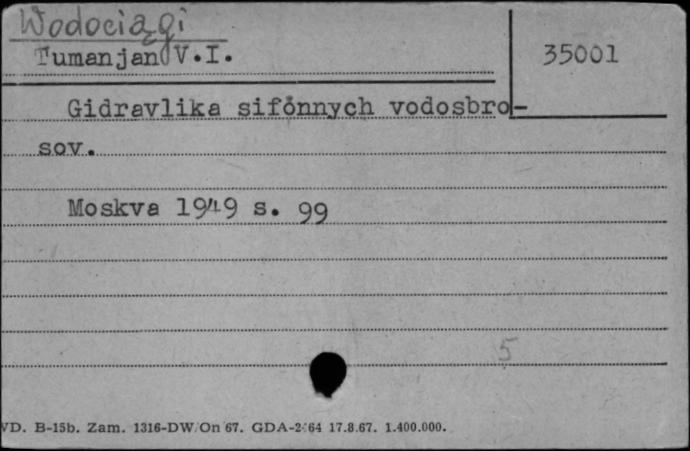 Wodociągi
Tumanjan V.I.
35001
Gidravlika sifonnych vodosbro-
sov.
Moskva 1949 s. 99
5
VD. B-15b. Zam. 1316-DW/On 67. GDA-2-64 17.8.67. 1.400.000.